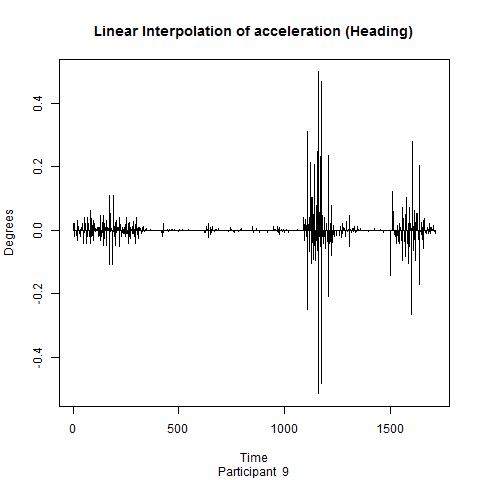 Linear Interpolation of acceleration (Heading)
0.4
0.2
0.0
-0.2
-0.4
Degrees
0 500 1000 1500
Time
Participant 9